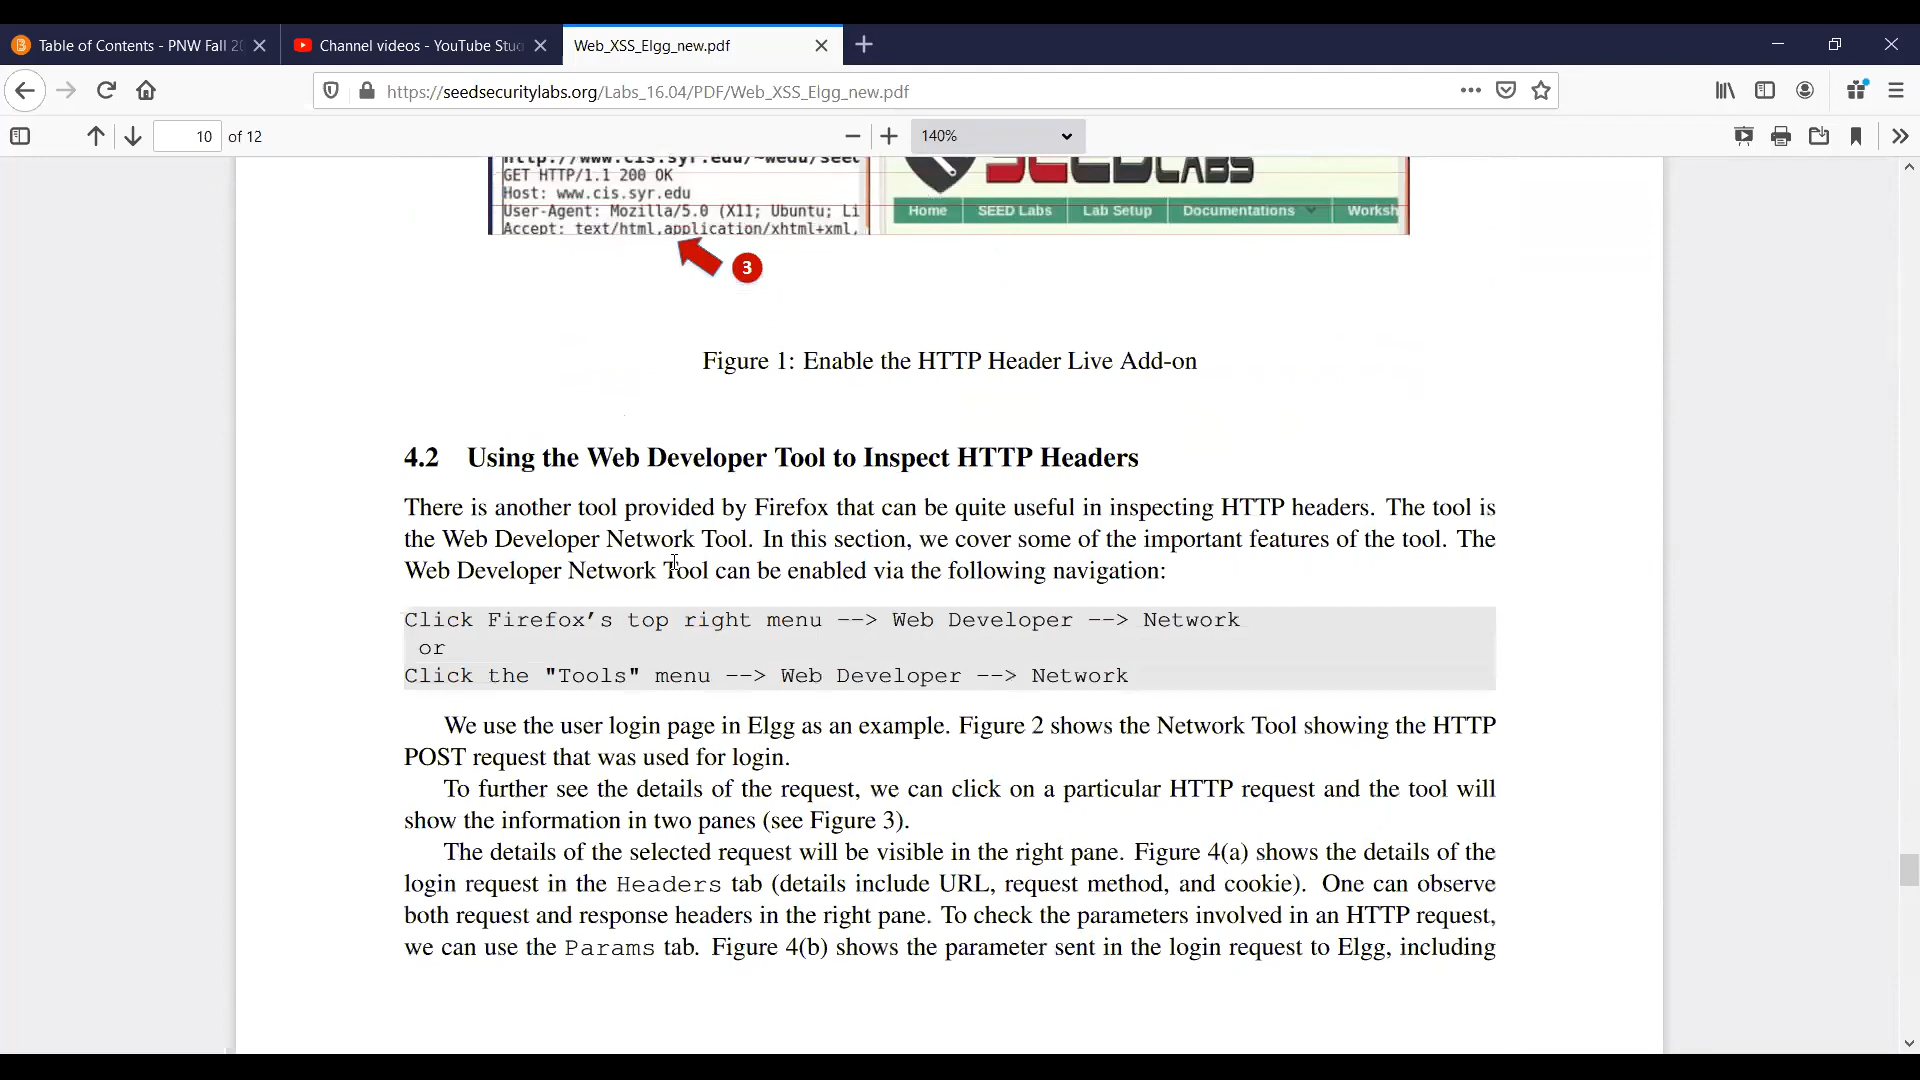 Table of Contents - PNW Fall 20
Channel videos - YouTube Stu
Web_XSS_Elgg_new.pdf
https://seedsecuritylabs.org/Labs_16.04/PDF/Web_XSS_Elgg_new.pdf
10 of 12
140%
http://www.cis.syr.edu/~wedu/seed
GET HTTP/1.1 200 OK
Host: www.cis.syr.edu
User-Agent: Mozilla/5.0 (X11; Ubuntu; Li
Accept: text/html,application/xhtml+xml,
SEEDLABS
Home SEED Labs Lab Setup Documentations Worksh
3
Figure 1: Enable the HTTP Header Live Add-on
4.2 Using the Web Developer Tool to Inspect HTTP Headers
There is another tool provided by Firefox that can be quite useful in inspecting HTTP headers. The tool is
the Web Developer Network Tool. In this section, we cover some of the important features of the tool. The
Web Developer Network Tool can be enabled via the following navigation:
Click Firefox's top right menu --> Web Developer --> Network
or
Click the "Tools" menu --> Web Developer --> Network
We use the user login page in Elgg as an example. Figure 2 shows the Network Tool showing the HTTP
POST request that was used for login.
To further see the details of the request, we can click on a particular HTTP request and the tool will
show the information in two panes (see Figure 3).
The details of the selected request will be visible in the right pane. Figure 4(a) shows the details of the
login request in the Headers tab (details include URL, request method, and cookie). One can observe
both request and response headers in the right pane. To check the parameters involved in an HTTP request,
we can use the Params tab. Figure 4(b) shows the parameter sent in the login request to Elgg, including